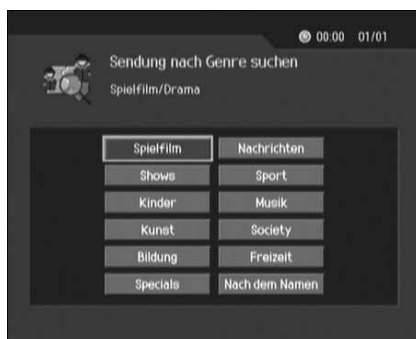 00:00 01/01
Sendung nach Genre suchen
Spielfilm/Drama
Spielfilm Nachrichten
Shows Sport
Kinder Musik
Kunst Society
Bildung Freizeit
Specials Nach dem Namen